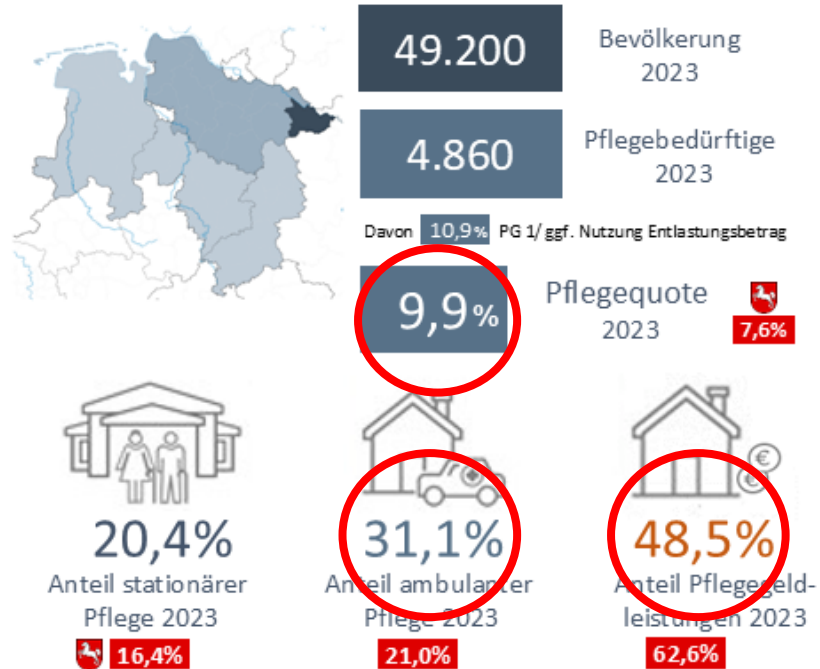 49.200
Bevölkerung
2023
4.860
Pflegebedürftige
2023
Davon 10,9% PG 1/ ggf. Nutzung Entlastungsbetrag
9,9%
Pflegequote
2023
7,6%
20,4%
Anteil stationärer
Pflege 2023
16,4%
31,1%
Anteil ambulanter
Pflege 2023
21,0%
48,5%
Anteil Pflegegeld-
leistungen 2023
62,6%